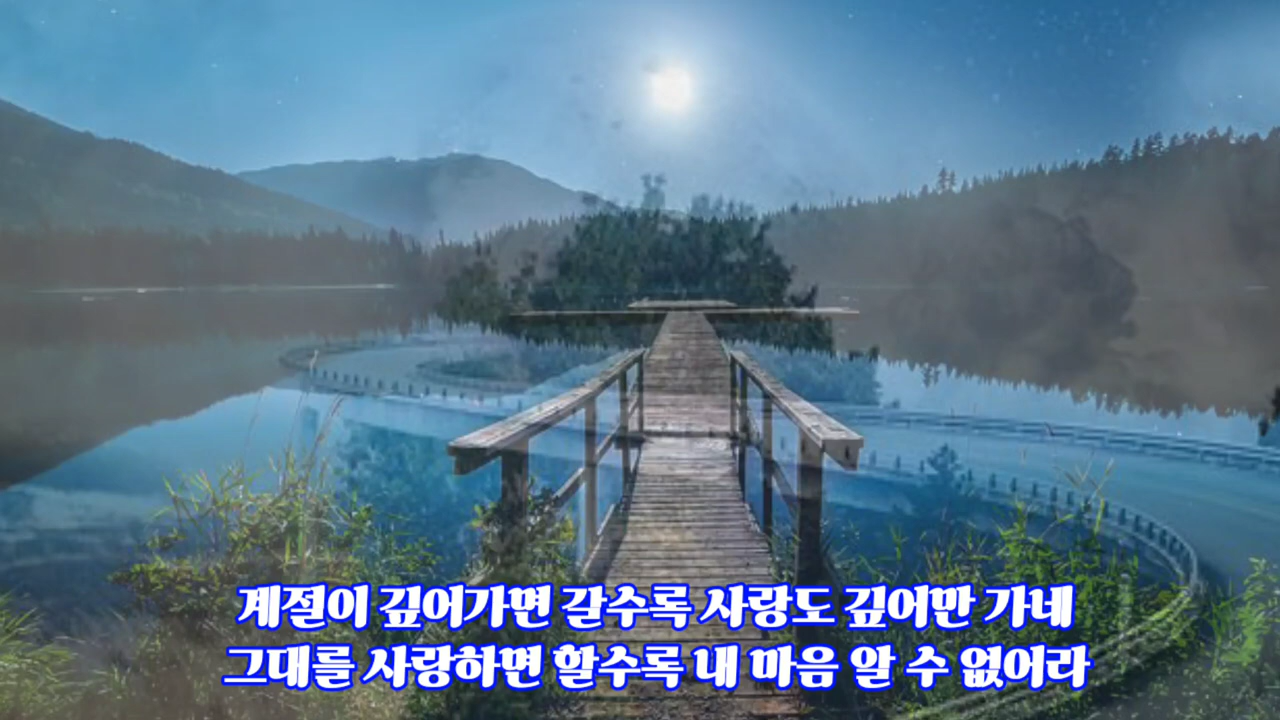 계절이 깊어가면 갈수록 사랑도 깊어만 가네
그대를 사랑하면 할수록 내 마음 알 수 없어라